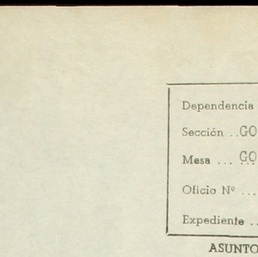 Dependencia
Sección ..GO
Mesa ... GO
Oficio Nº ...
Expediente ..
ASUNTO